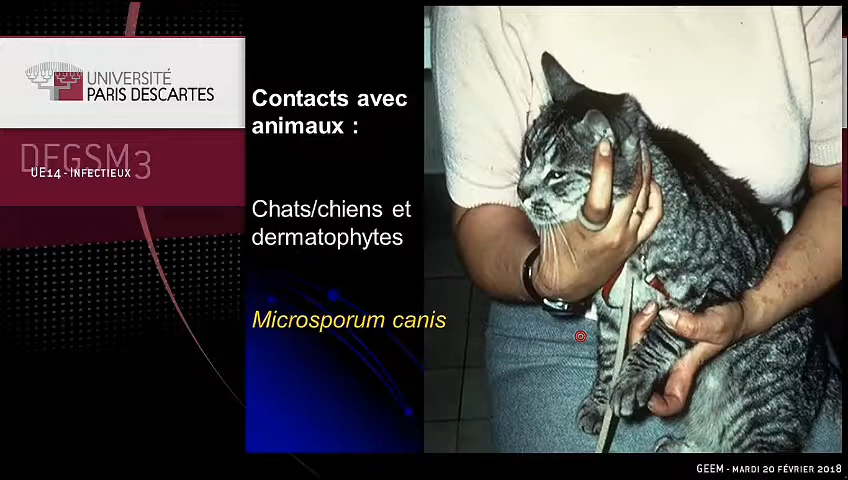 UNIVERSITÉ
PARIS DESCARTES
DFGSM3
UE14 - INFECTIEUX
Contacts avec
animaux :
Chats/chiens et
dermatophytes
Microsporum canis
GEEM - MARDI 20 FÉVRIER 2018